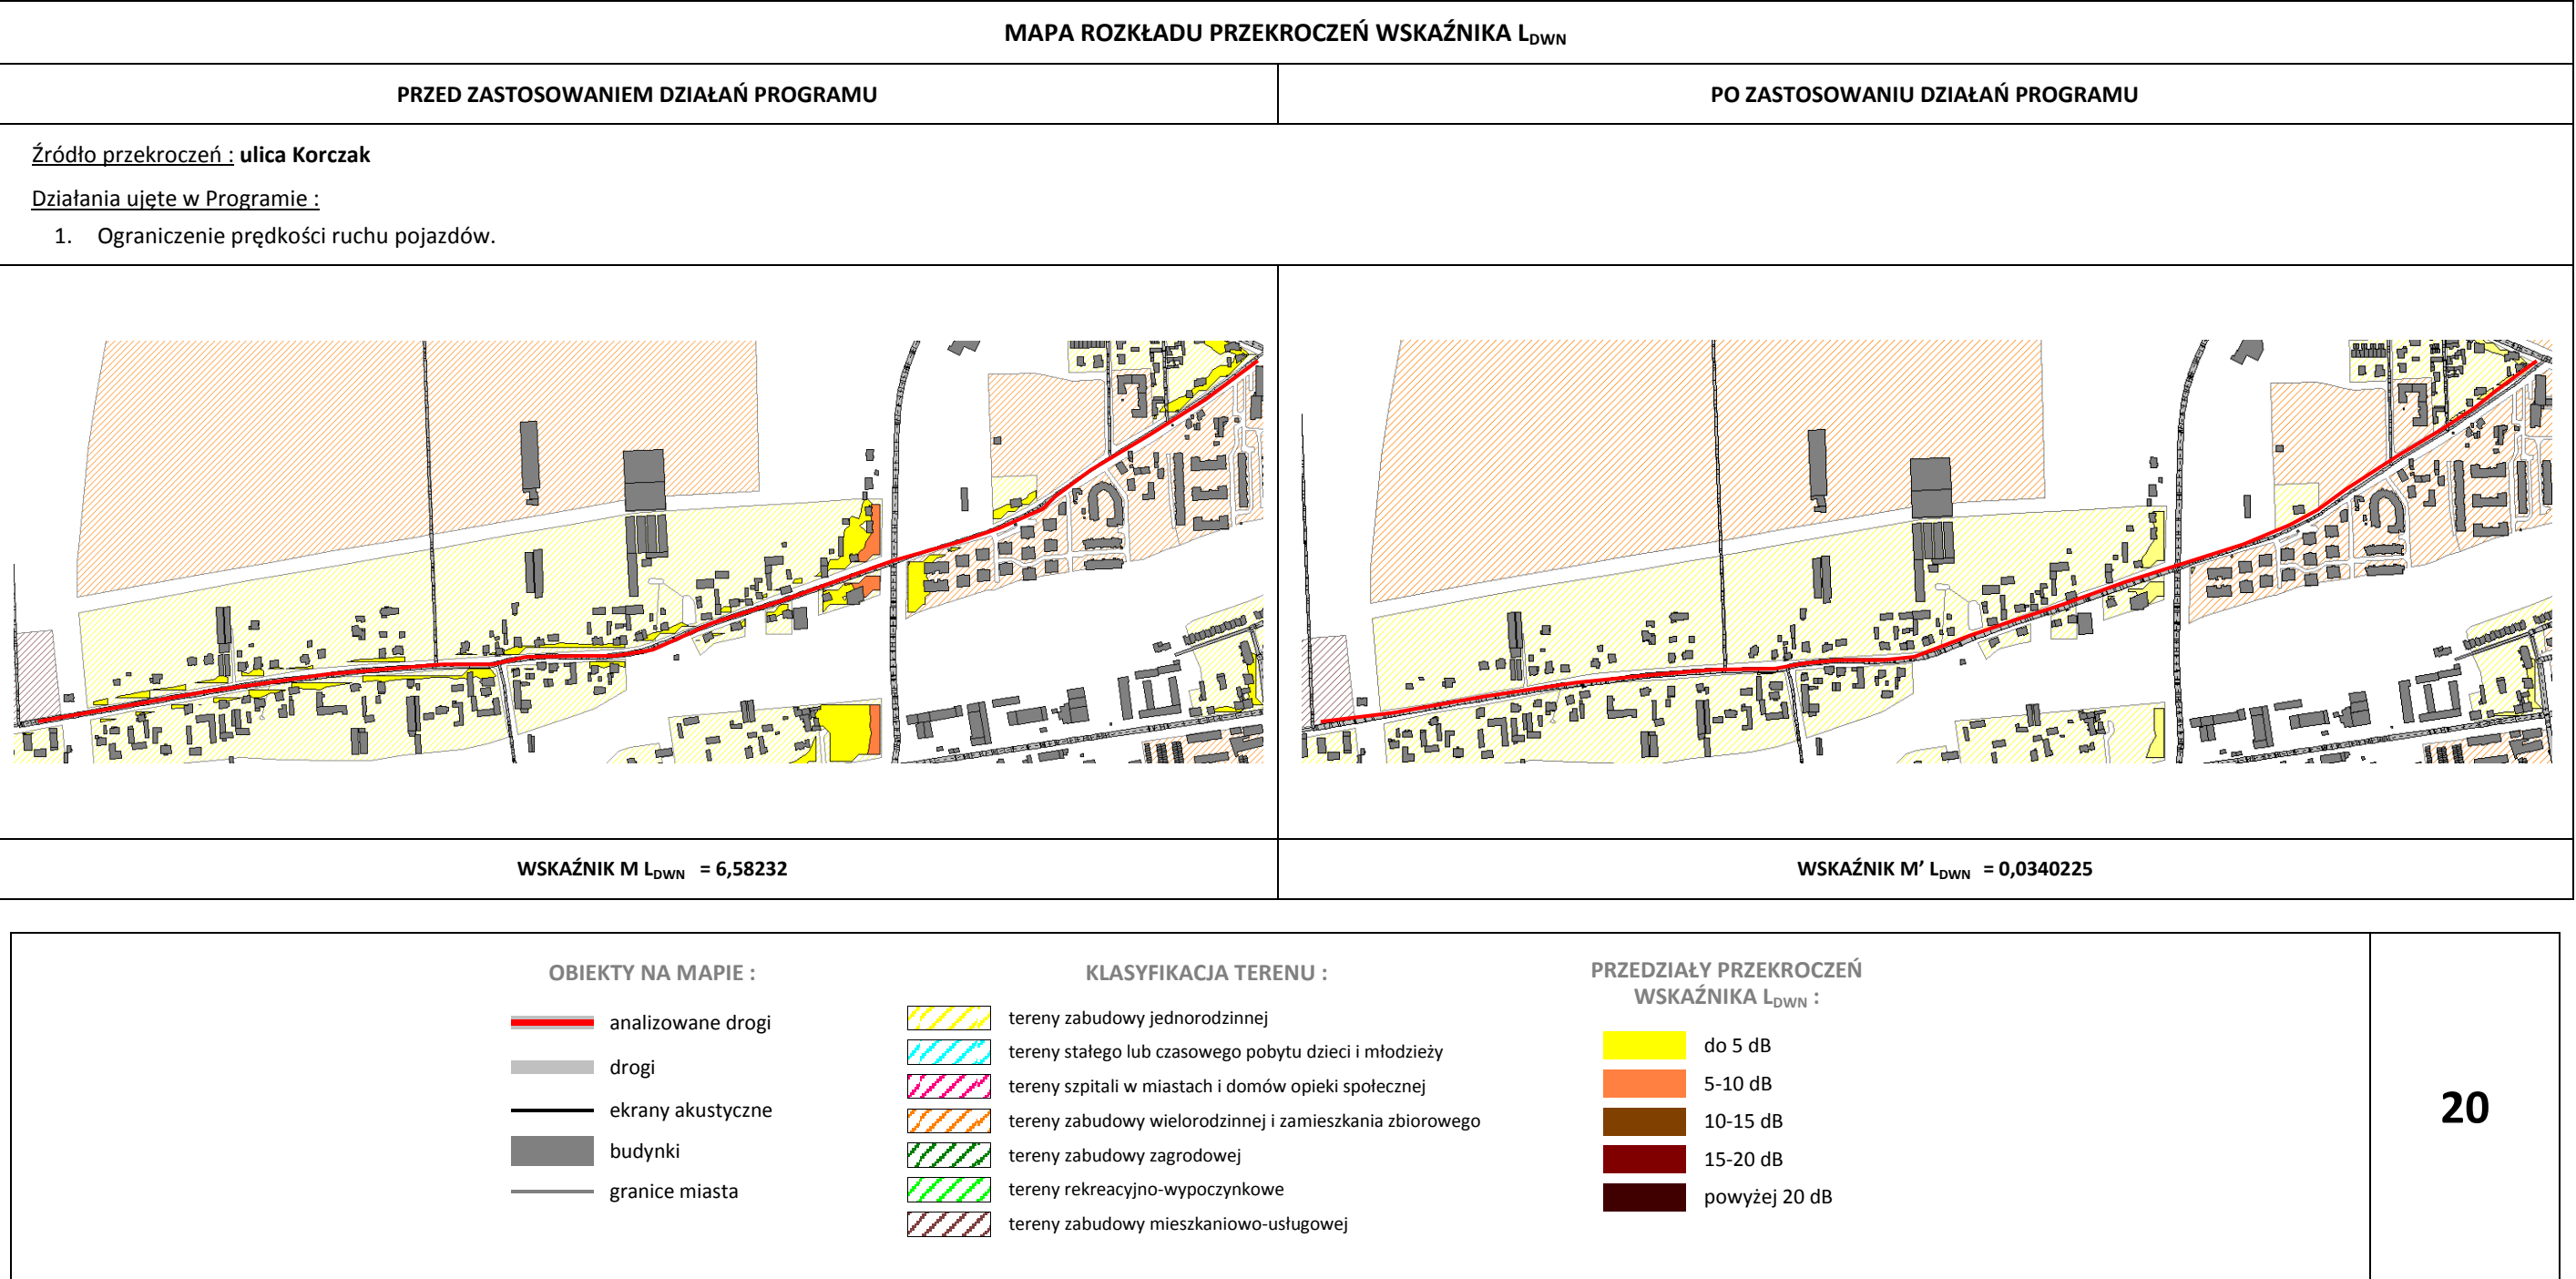 MAPA ROZKŁADU PRZEKROCZEŃ WSKAŹNIKA LDWN
PRZED ZASTOSOWANIEM DZIAŁAŃ PROGRAMU
PO ZASTOSOWANIU DZIAŁAŃ PROGRAMU
Źródło przekroczeń : ulica Korczak
Działania ujęte w Programie :
1. Ograniczenie prędkości ruchu pojazdów.
WSKAŹNIK M LDWN = 6,58232
WSKAŹNIK M’ LDWN = 0,0340225
OBIEKTY NA MAPIE :
analizowane drogi
drogi
ekrany akustyczne
budynki
granice miasta
KLASYFIKACJA TERENU :
tereny zabudowy jednorodzinnej
tereny stałego lub czasowego pobytu dzieci i młodzieży
tereny szpitali w miastach i domów opieki społecznej
tereny zabudowy wielorodzinnej i zamieszkania zbiorowego
tereny zabudowy zagrodowej
tereny rekreacyjno-wypoczynkowe
tereny zabudowy mieszkaniowo-usługowej
PRZEDZIAŁY PRZEKROCZEŃ
WSKAŹNIKA LDWN :
do 5 dB
5-10 dB
10-15 dB
15-20 dB
powyżej 20 dB
20